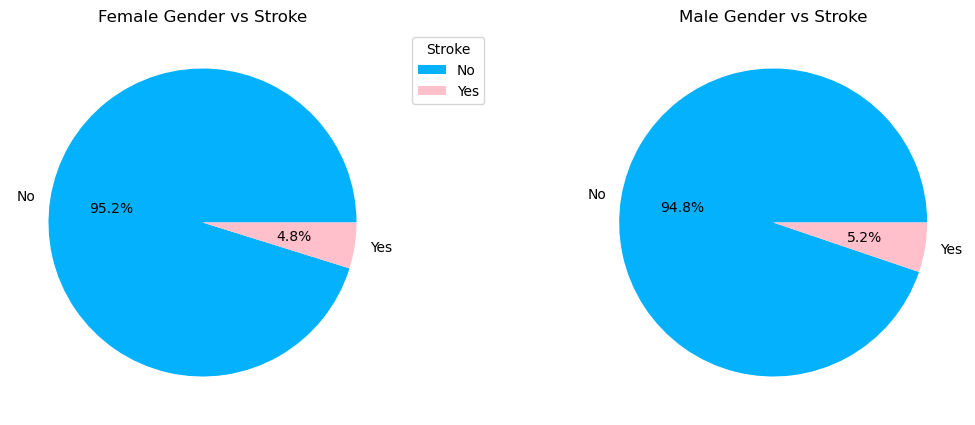 Female Gender vs Stroke
No
95.2%
4.8%
Yes
Stroke
No
Yes
Male Gender vs Stroke
No
94.8%
5.2%
Yes